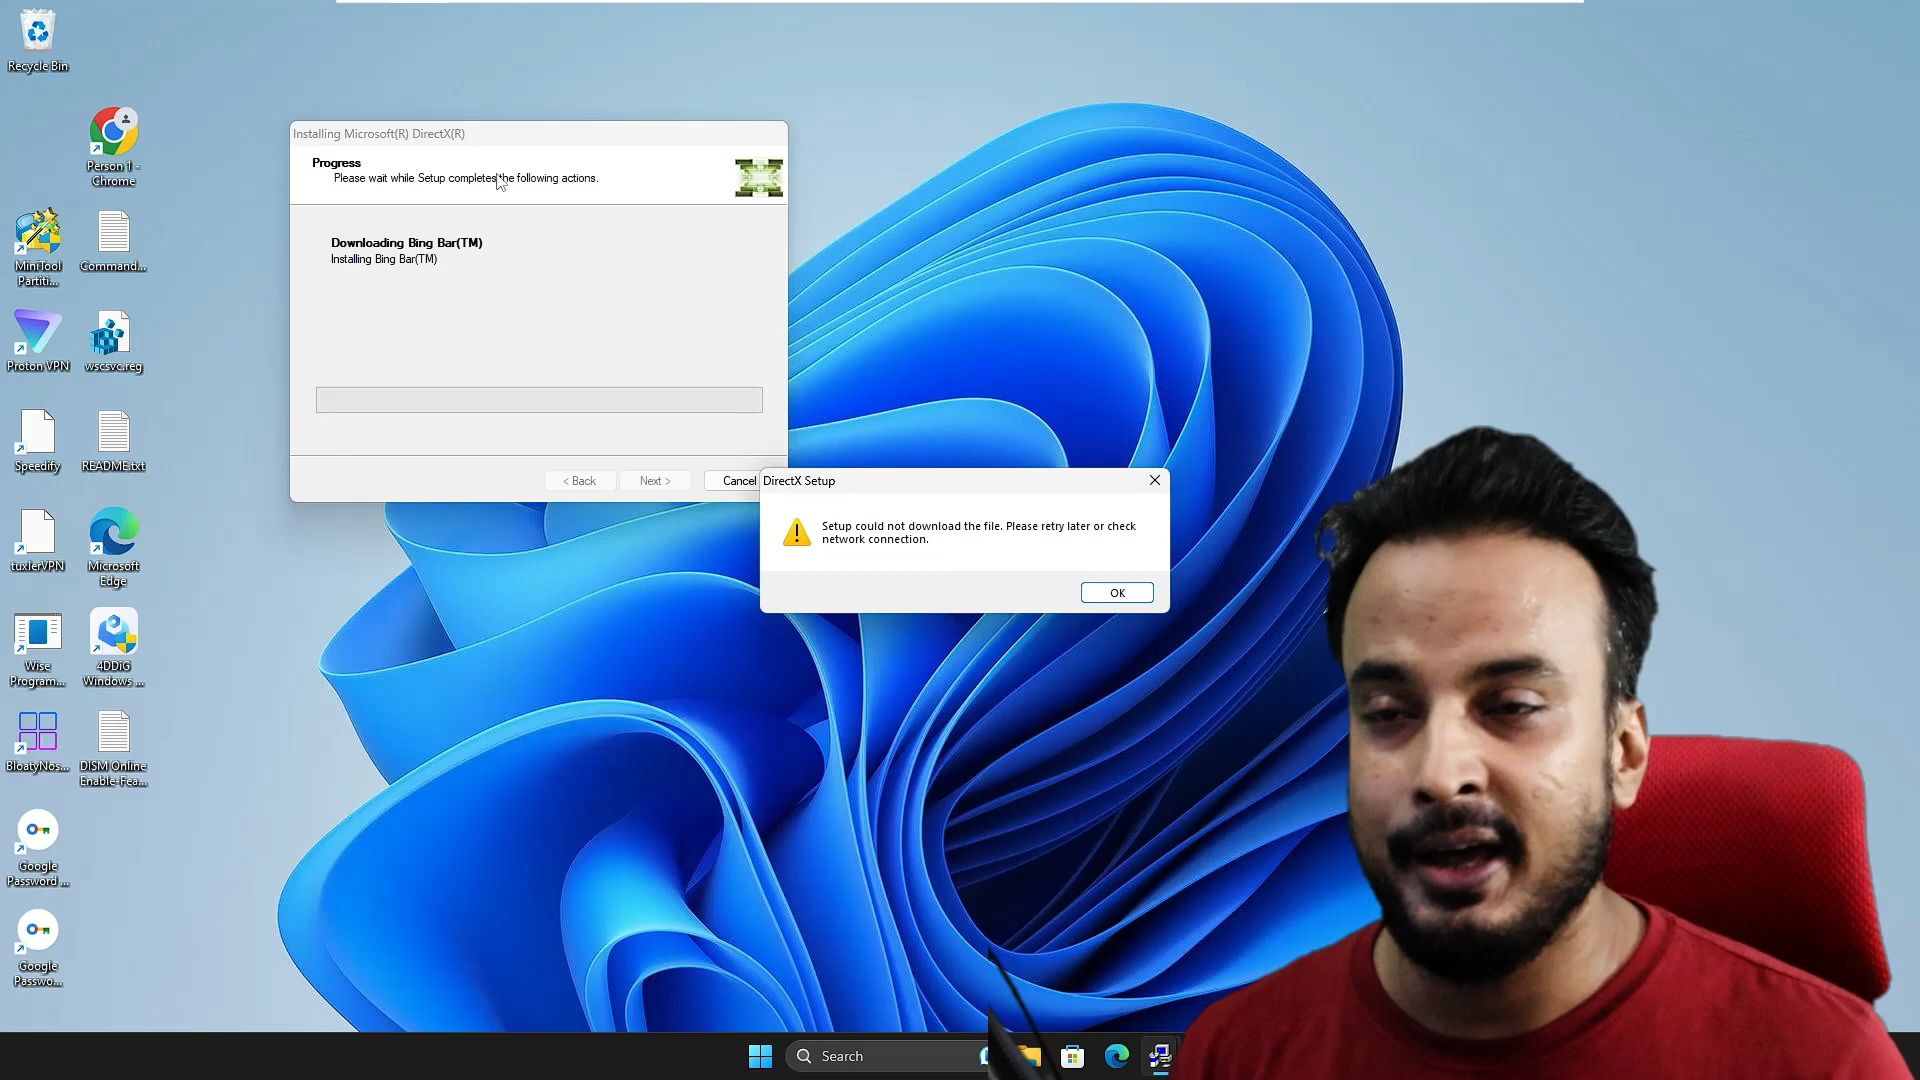 Recycle Bin
Person 1 -
Chrome
MiniTool
Partiti...
Command...
Proton VPN
wscsvc.reg
Speedify
README.txt
tuxlerVPN
Microsoft
Edge
Wise
Program...
4DDiG
Windows ...
BloatyNos...
DISM Online
Enable-Fea...
Google
Password ...
Google
Passwo...
Installing Microsoft(R) DirectX(R)
Progress
Please wait while Setup completes the following actions.
Downloading Bing Bar(TM)
Installing Bing Bar(TM)
< Back
Next >
Cancel
DirectX Setup
Setup could not download the file. Please retry later or check
network connection.
OK
Search